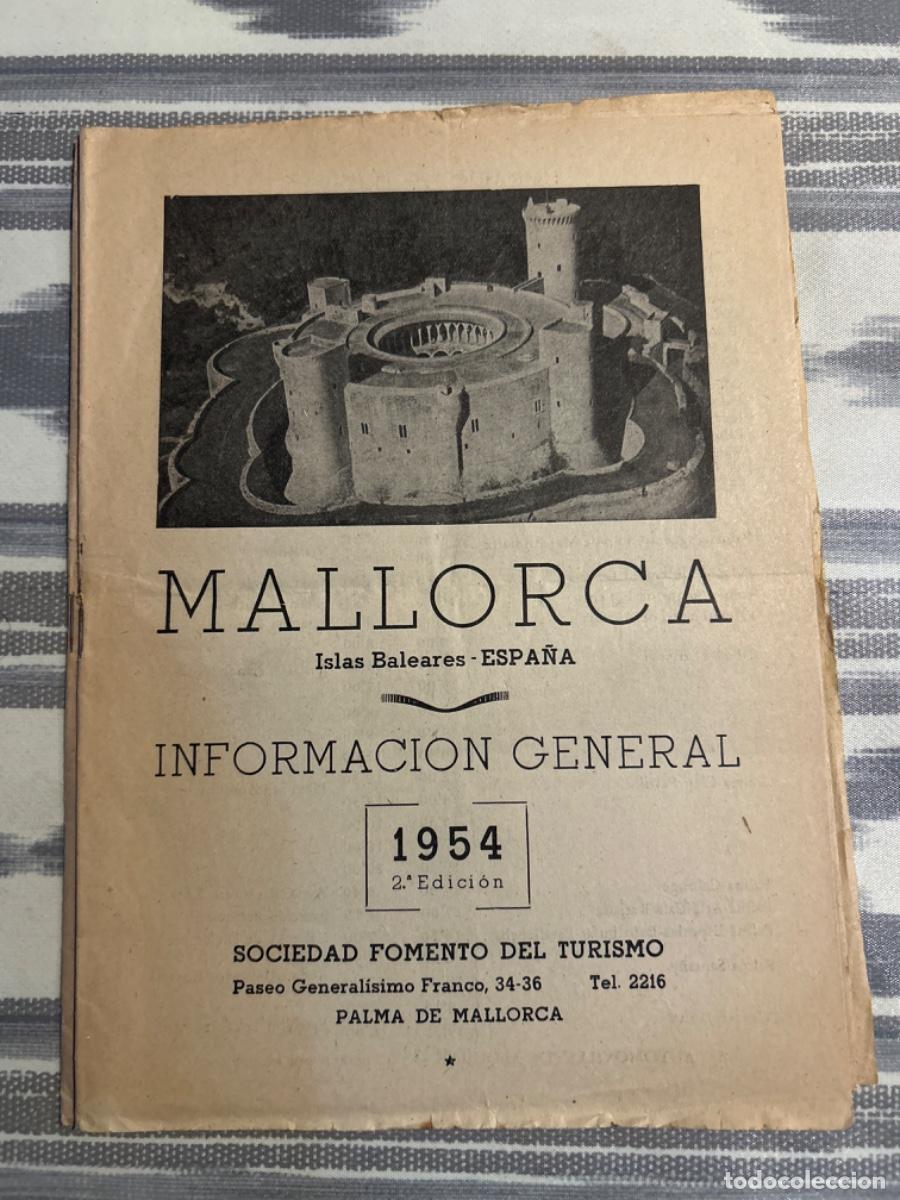 MALLORCA
Islas Baleares - ESPAÑA
INFORMACION GENERAL
1954
2.ª Edición
SOCIEDAD FOMENTO DEL TURISMO
Paseo Generalísimo Franco, 34-36 Tel. 2216
PALMA DE MALLORCA
todocoleccion